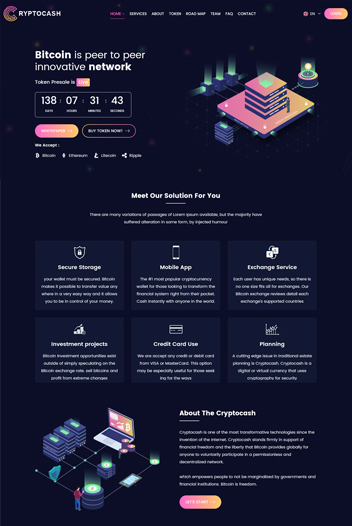 RYPTOCASH
HOME SERVICES ABOUT TOKEN ROAD MAP TEAM FAQ CONTACT
EN
LOGIN
Bitcoin is peer to peer
innovative network
Token Presale is Live
138 : 07 : 31 : 43
DAYS HOURS MINUTES SECONDS
WHITEPAPER
BUY TOKEN NOW!
We Accept :
Bitcoin Ethereum Litecoin Ripple
Meet Our Solution For You
There are many variations of passages of Lorem Ipsum available, but the majority have
suffered alteration in some form, by injected humour
Secure Storage
your wallet must be secured. Bitcoin
makes it possible to transfer value any
where in a very easy way and it allows
you to be in control of your money.
Mobile App
The #1 most popular cryptocurrency
wallet for those looking to transform the
financial system right from their pocket.
Cash Instantly with anyone in the world.
Exchange Service
Each user has unique needs, so there is
no one size fits all for exchanges. Our
Bitcoin exchange reviews detail each
exchange's supported countries
Investment projects
Bitcoin Investment opportunities exist
outside of simply speculating on the
Bitcoin exchange rate. sell bitcoins and
profit from extreme changes
Credit Card Use
We are accept any credit or debit card
from VISA or MasterCard. This option
may be especially useful for those seek
ing for the ways
Planning
A cutting edge issue in traditional estate
planning is Cryptocash. Cryptocash is a
digital or virtual currency that uses
cryptography for security
About The Cryptocash
Cryptocash is one of the most transformative technologies since the
invention of the Internet. Cryptocash stands firmly in support of
financial freedom and the liberty that Bitcoin provides globally for
anyone to voluntarily participate in a permissionless and
decentralized network.
which empowers people to not be marginalized by governments and
financial institutions. Bitcoin is freedom.
LET'S START